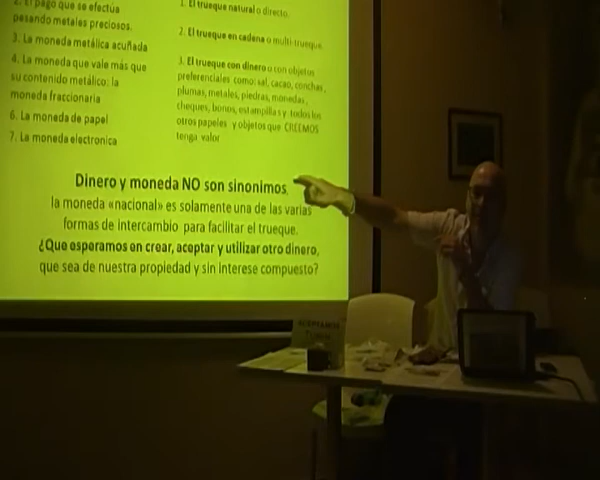 2. El pago que se efectúa
pesando metales preciosos.
3. La moneda metálica acuñada
4. La moneda que vale más que
su contenido metálico: la
moneda fraccionaria
6. La moneda de papel
7. La moneda electronica
1. El trueque natural o directo.
2. El trueque en cadena o multi-trueque.
3. El trueque con dinero u con objetos
preferenciales como: sal, cacao, conchas,
plumas, metales, piedras, monedas,
cheques, bonos, estampillas y todos los
otros papeles y objetos que CREEMOS
tenga valor
Dinero y moneda NO son sinonimos,
la moneda «nacional» es solamente una de las varias
formas de intercambio para facilitar el trueque.
¿Que esperamos en crear, aceptar y utilizar otro dinero,
que sea de nuestra propiedad y sin interese compuesto?
ACEPTAMOS